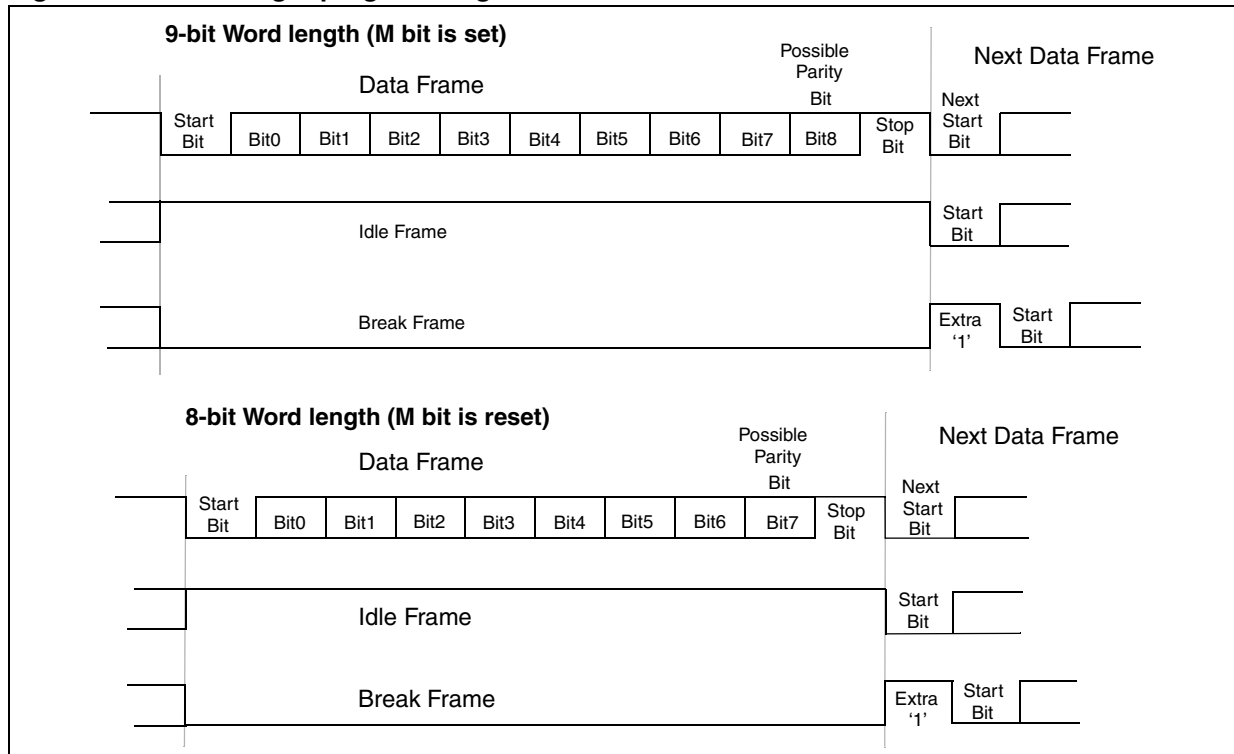 9-bit Word length (M bit is set)
Possible
Parity
Bit
Next Data Frame
Data Frame
Start
Bit
Bit0
Bit1
Bit2
Bit3
Bit4
Bit5
Bit6
Bit7
Bit8
Stop
Bit
Next
Start
Bit
Idle Frame
Start
Bit
Break Frame
Extra
‘1’
Start
Bit
8-bit Word length (M bit is reset)
Possible
Parity
Bit
Next Data Frame
Data Frame
Start
Bit
Bit0
Bit1
Bit2
Bit3
Bit4
Bit5
Bit6
Bit7
Stop
Bit
Next
Start
Bit
Idle Frame
Start
Bit
Break Frame
Extra
‘1’
Start
Bit